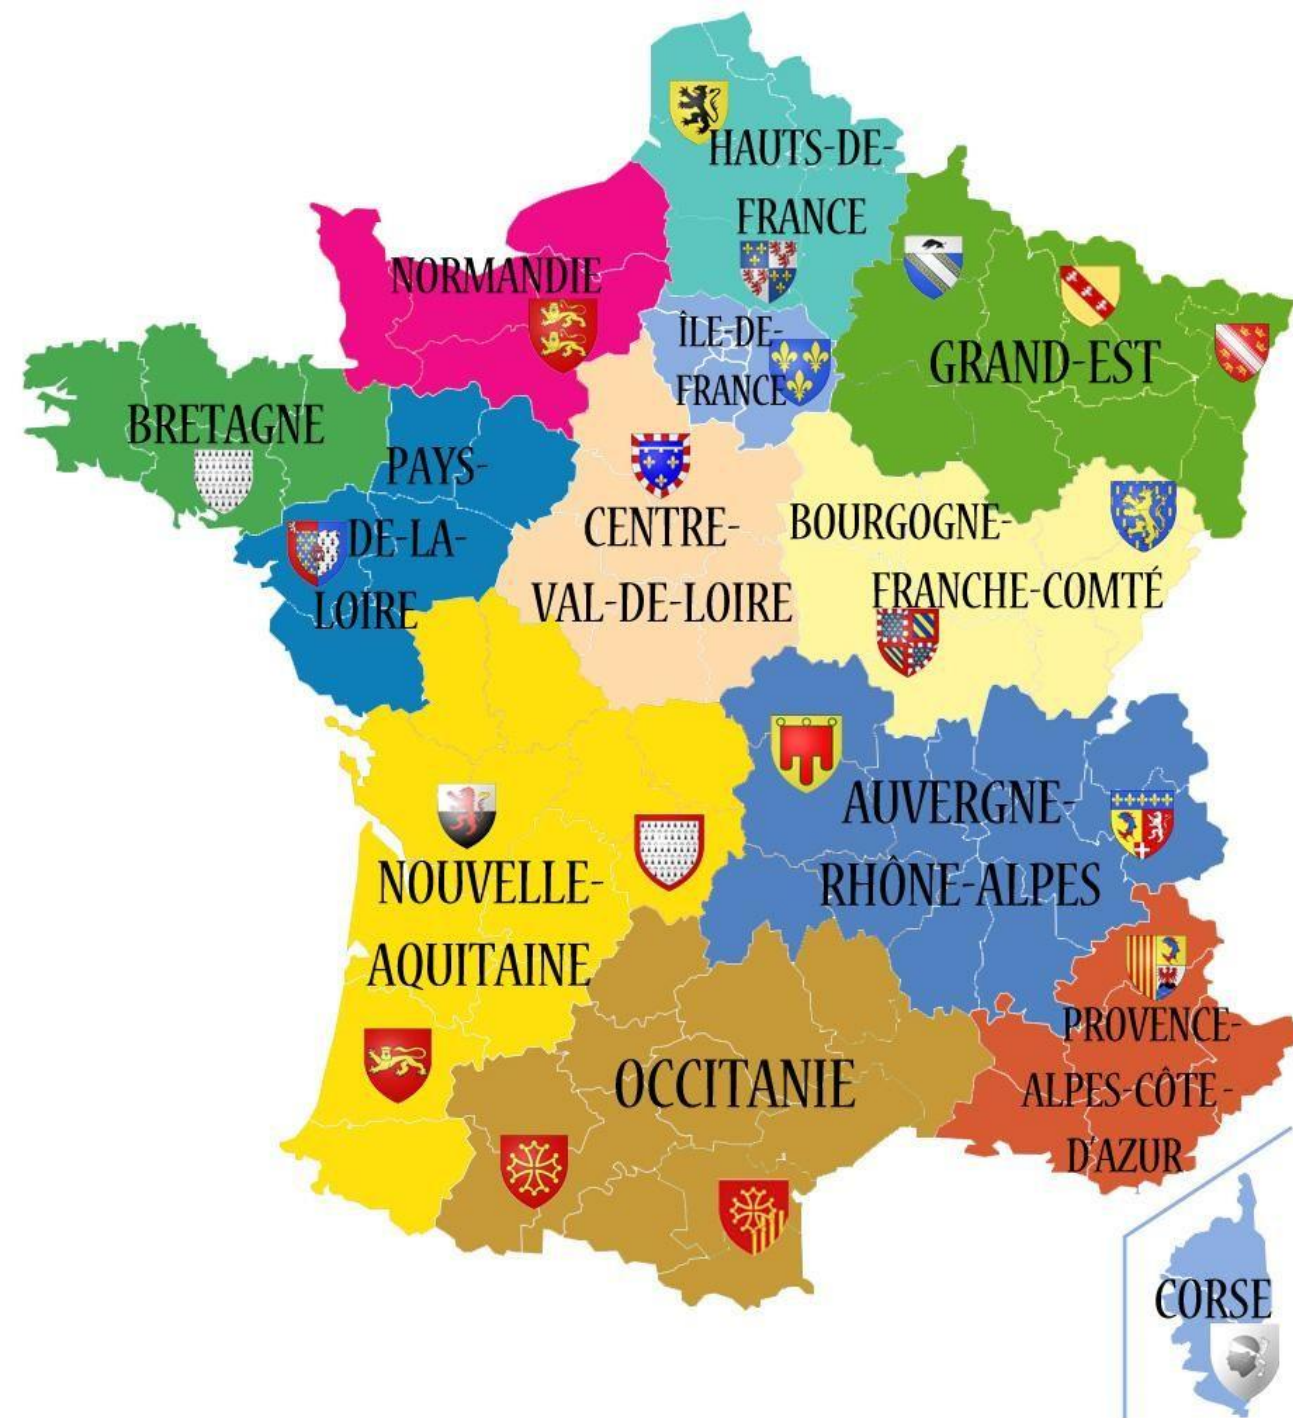 HAUTS-DE-
FRANCE
NORMANDIE
ÎLE-DE-
FRANCE
GRAND-EST
BRETAGNE
PAYS-
DE-LA-
LOIRE
CENTRE-
VAL-DE-LOIRE
BOURGOGNE-
FRANCHE-COMTÉ
NOUVELLE-
AQUITAINE
AUVERGNE-
RHÔNE-ALPES
OCCITANIE
PROVENCE-
ALPES-CÔTE-
D'AZUR
CORSE